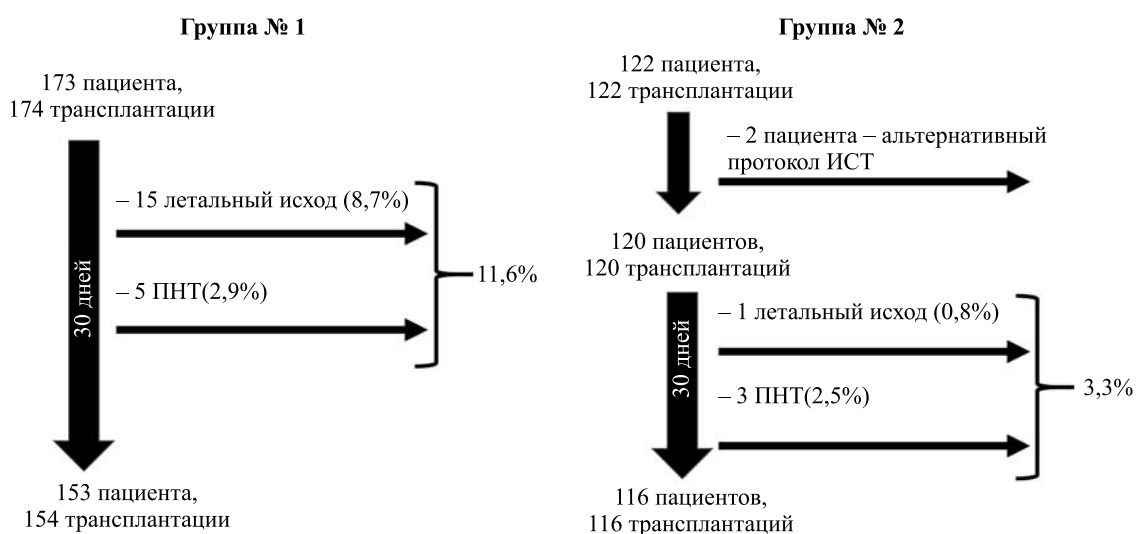 Группа № 1
173 пациента,
174 трансплантации
30 дней
– 15 летальный исход (8,7%)
– 5 ПНТ(2,9%)
11,6%
153 пациента,
154 трансплантации
Группа № 2
122 пациента,
122 трансплантации
– 2 пациента – альтернативный
протокол ИСТ
120 пациентов,
120 трансплантаций
30 дней
– 1 летальный исход (0,8%)
– 3 ПНТ(2,5%)
3,3%
116 пациентов,
116 трансплантаций